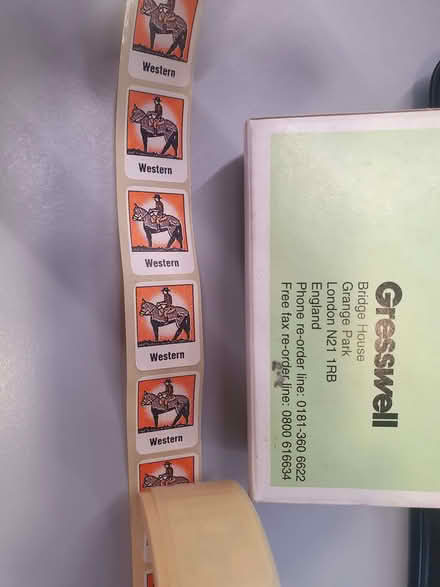 Western
Western
Western
Western
Western
Gresswell
Bridge House
Grange Park
London N21 1RB
England
Phone re-order line: 0181-360 6622
Free fax re-order line: 0800 616634